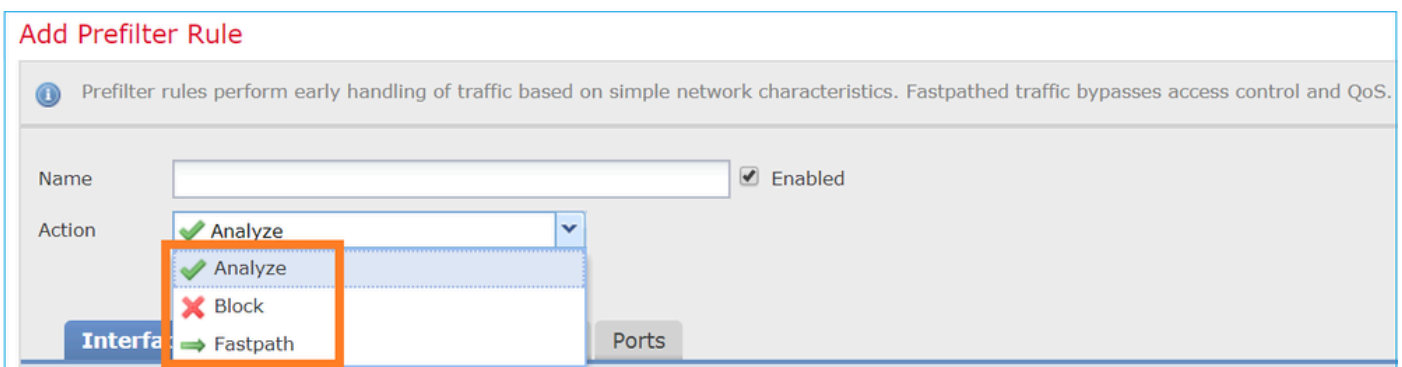 Add Prefilter Rule
Prefilter rules perform early handling of traffic based on simple network characteristics. Fastpathed traffic bypasses access control and QoS.
Name
Enabled
Action
Analyze
Analyze
Block
Fastpath
Ports